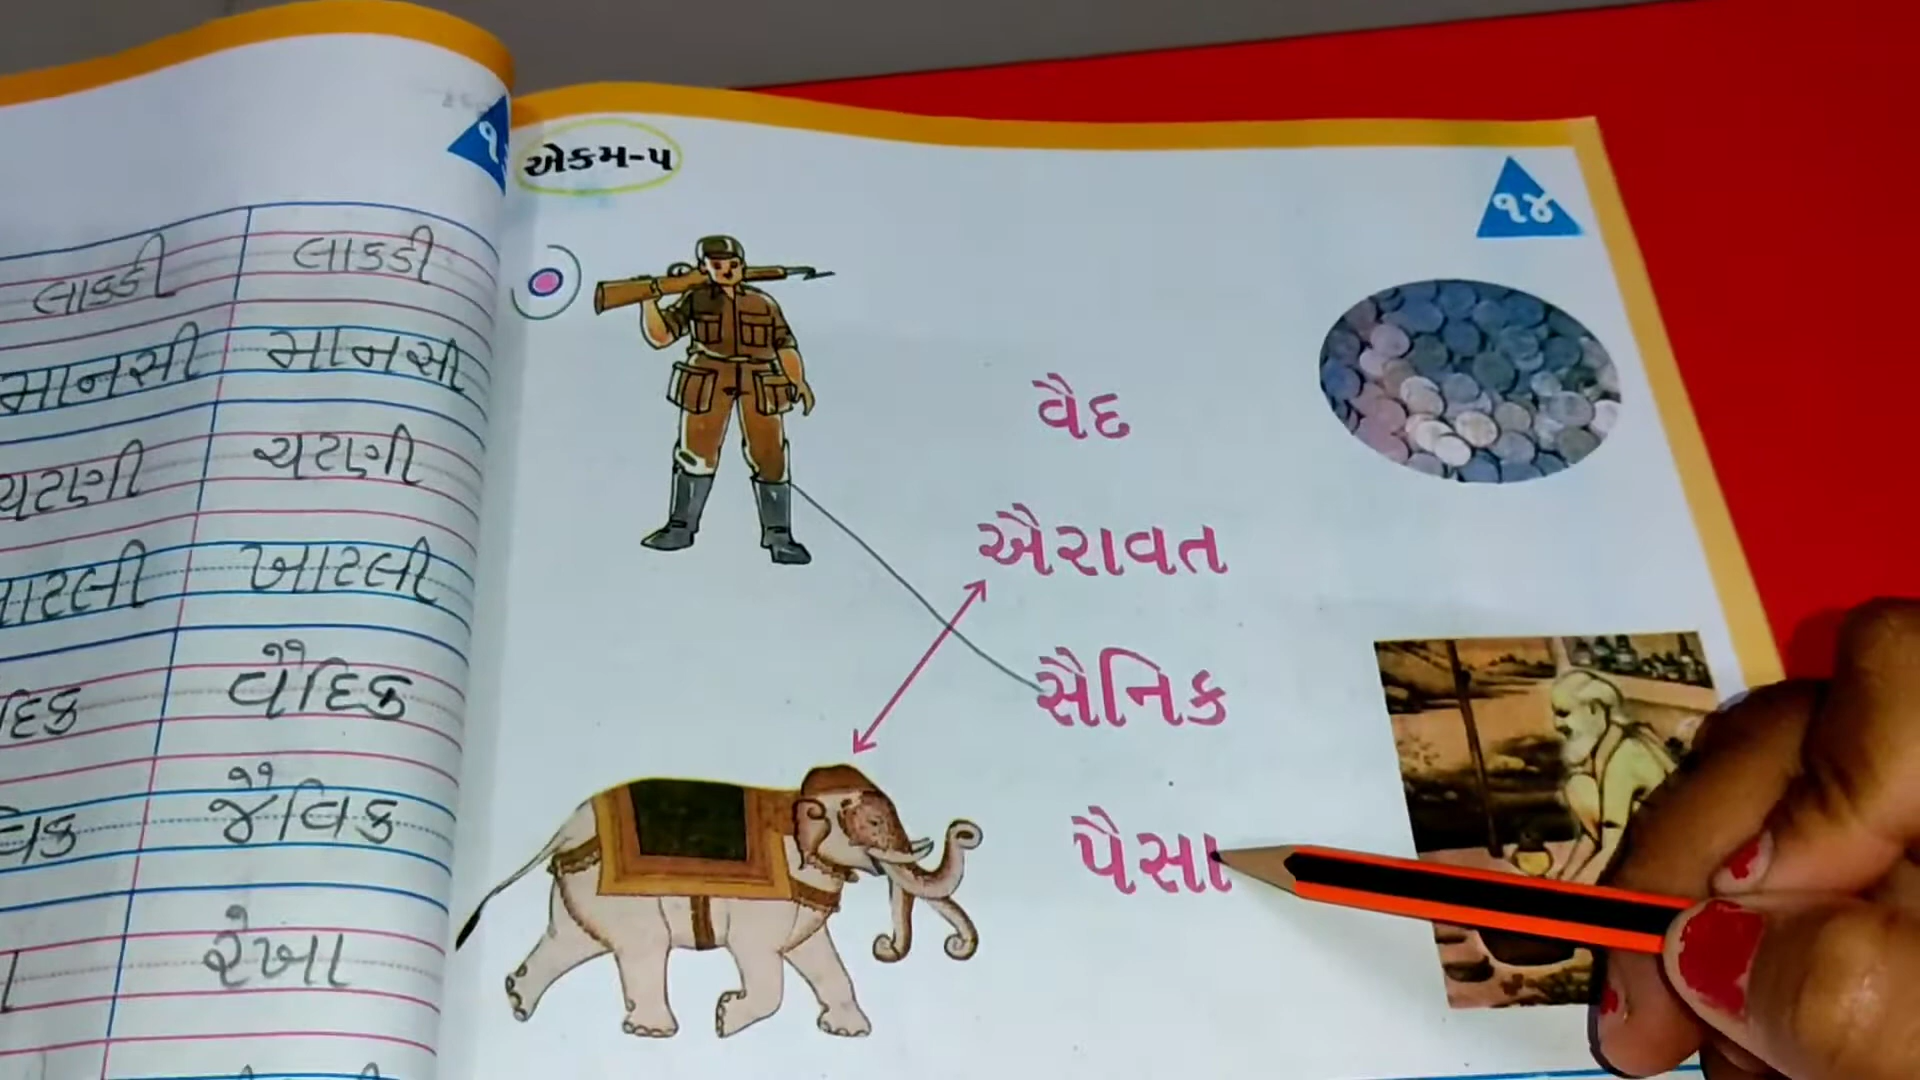 લાકડી લાકડી
માનસી માનસી
ચટણી ચટણી
ખાટલી
વૈદિક
જૈવિક
રેખા
એકમ-૫
૧૪
વૈદ
ઐરાવત
સૈનિક
પૈસા